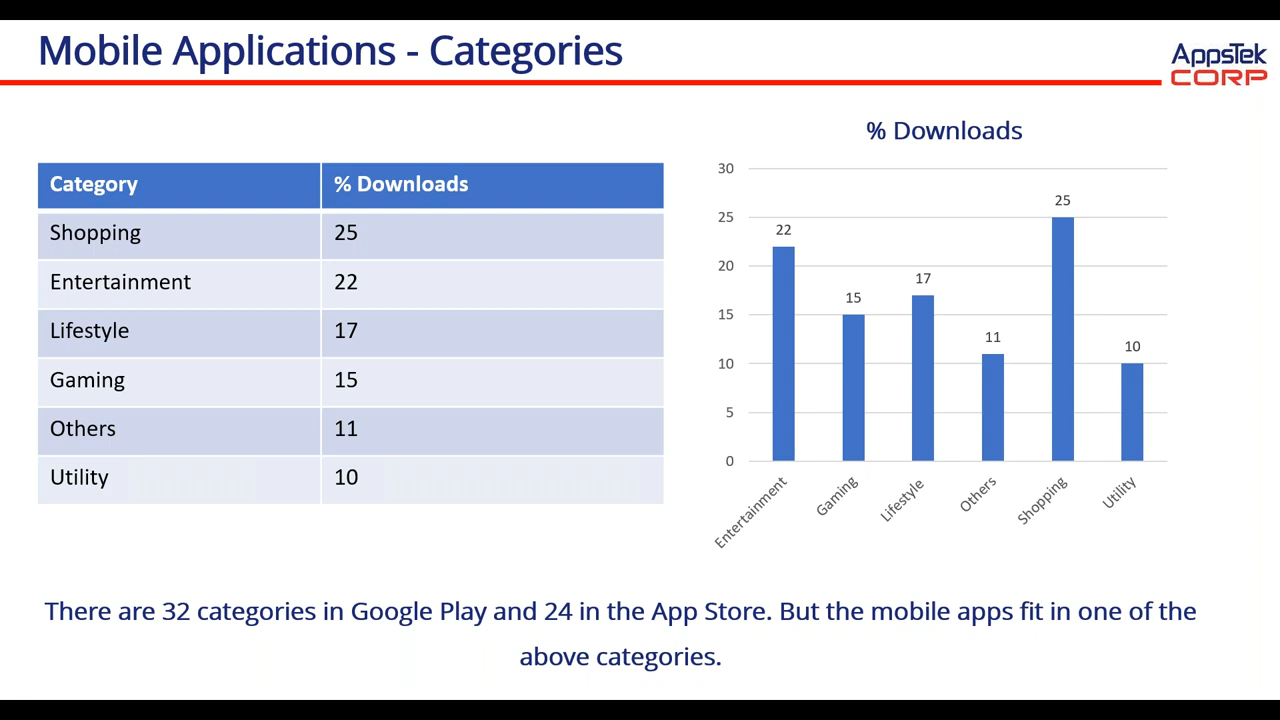 Mobile Applications - Categories
AppsTek
CORP
Category % Downloads
Shopping 25
Entertainment 22
Lifestyle 17
Gaming 15
Others 11
Utility 10
% Downloads
30
25
20
15
10
5
0
22
15
17
11
25
10
Entertainment
Gaming
Lifestyle
Others
Shopping
Utility
There are 32 categories in Google Play and 24 in the App Store. But the mobile apps fit in one of the
above categories.